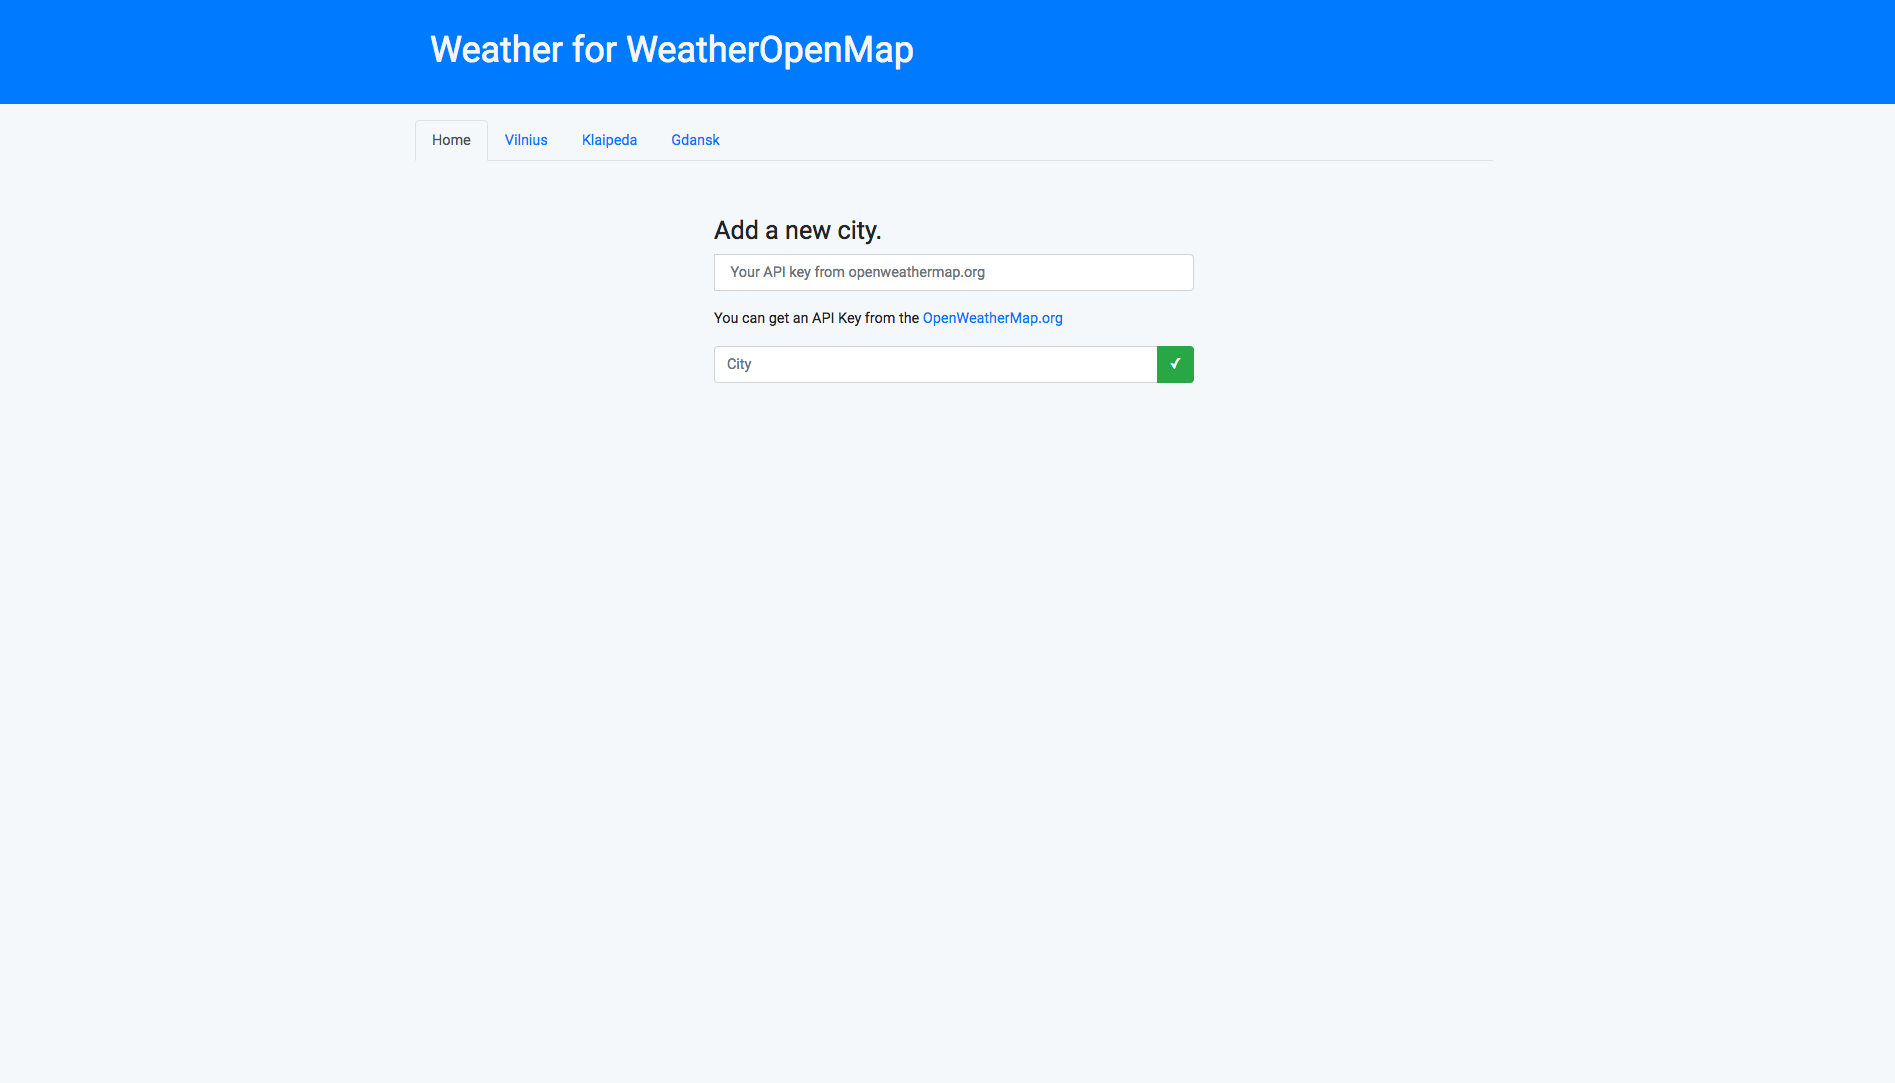 Weather for WeatherOpenMap
Home Vilnius Klaipeda Gdansk
Add a new city.
Your API key from openweathermap.org
You can get an API Key from the OpenWeatherMap.org
City ✓